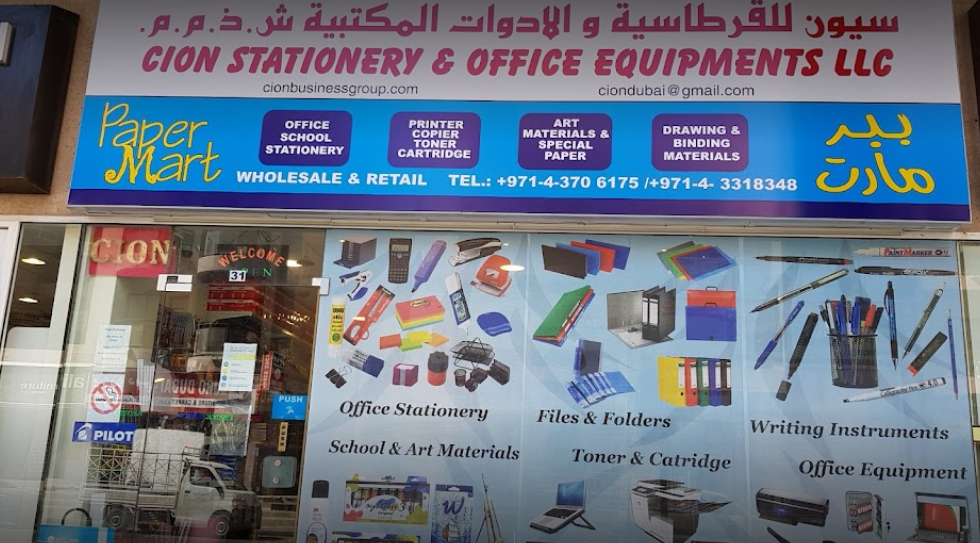 سيون للقرطاسية و الادوات المكتبية ش.ذ.م.م.
CION STATIONERY & OFFICE EQUIPMENTS LLC
cionbusinessgroup.com
ciondubai@gmail.com
Paper
Mart
OFFICE
SCHOOL
STATIONERY
PRINTER
COPIER
TONER
CARTRIDGE
ART
MATERIALS &
SPECIAL
PAPER
DRAWING &
BINDING
MATERIALS
بيبر
مارت
WHOLESALE & RETAIL TEL.: +971-4-370 6175 /+971-4- 3318348
CION
WELCOME
OPEN
31
PUSH
PILOT
PAINT MARKER
Office Stationery
Files & Folders
Writing Instruments
School & Art Materials
Toner & Catridge
Office Equipment